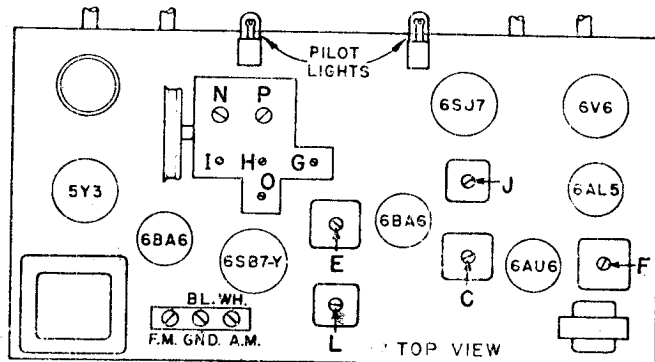 PILOT
LIGHTS
N P
6SJ7
6V6
I H G
O
J
5Y3
6AL5
6BA6
6BA6
6SB7-Y
E
C
6AU6
F
BL. WH.
F.M. GND. A.M.
L
TOP VIEW